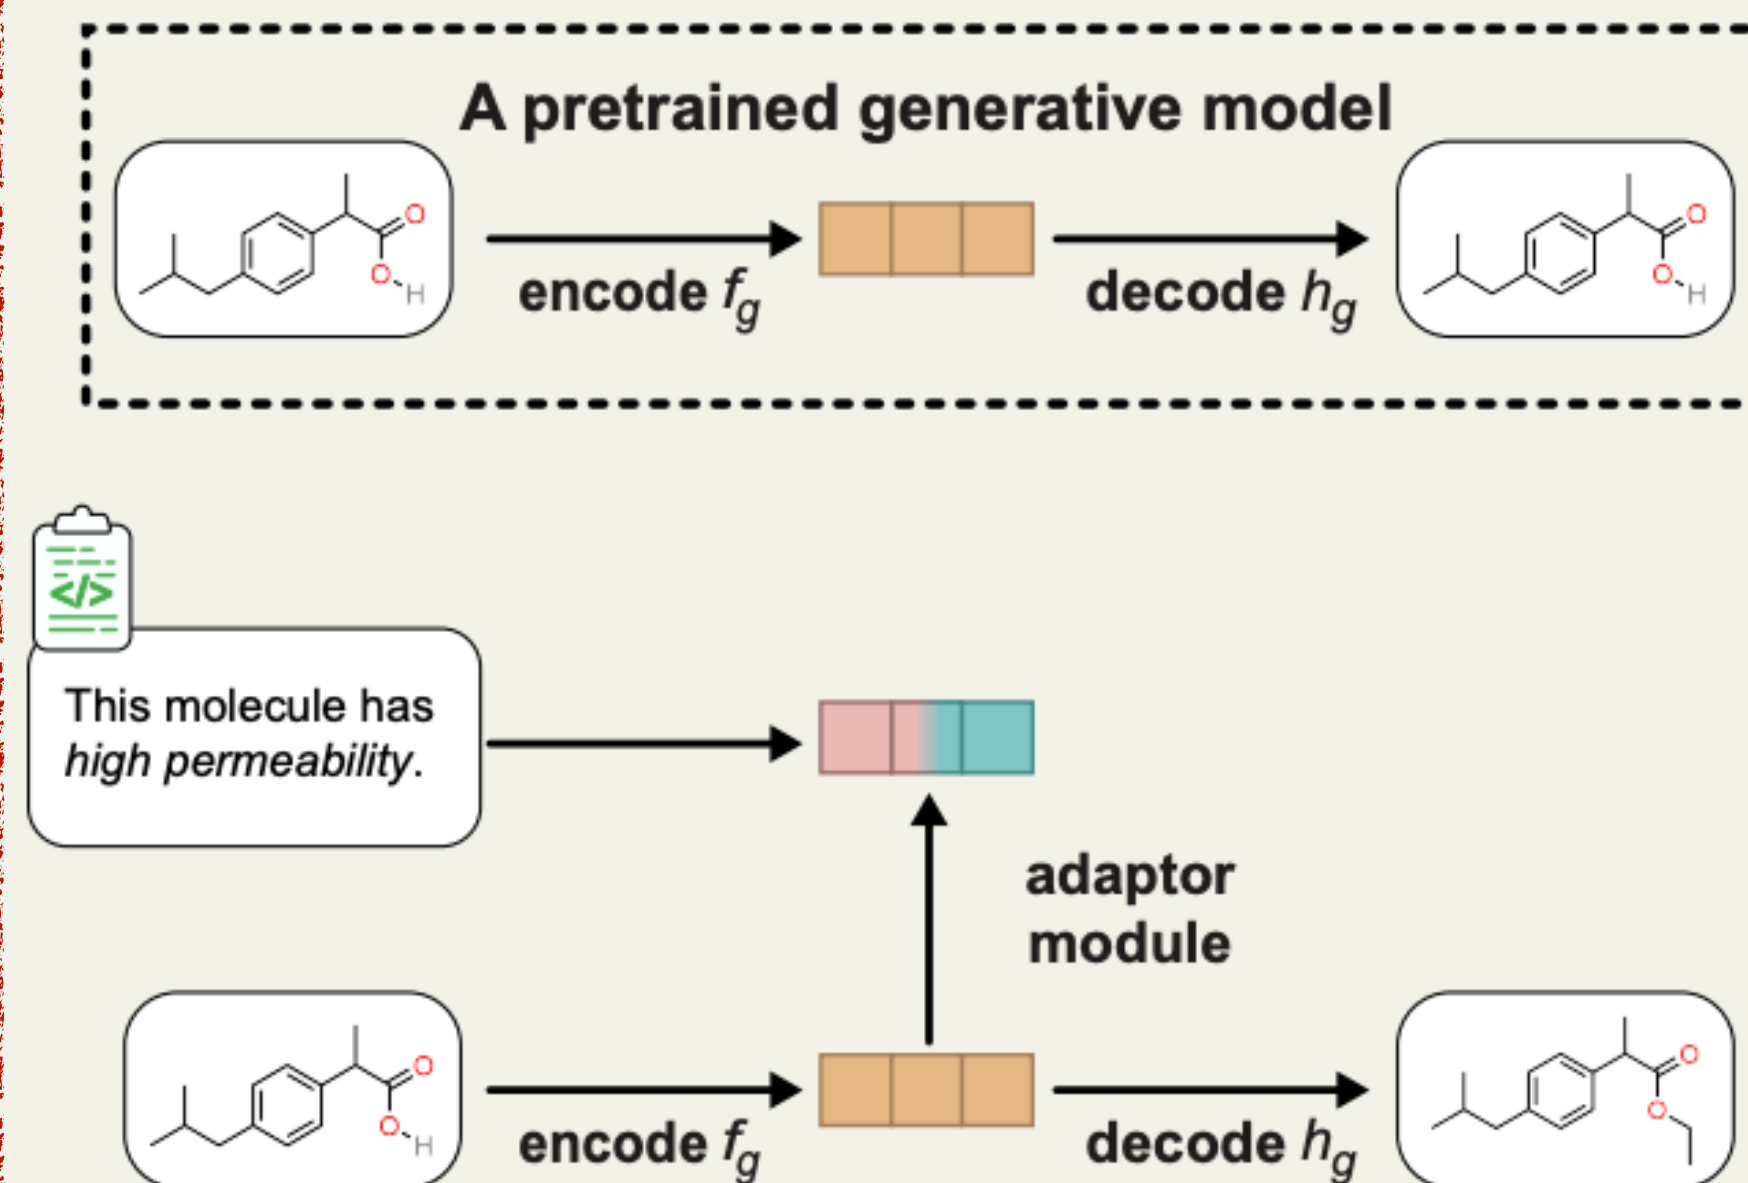 A pretrained generative model
O
O
H
encode f_g
decode h_g
O
O
H
</>
This molecule has
high permeability.
adaptor
module
O
O
H
encode f_g
decode h_g
O
O